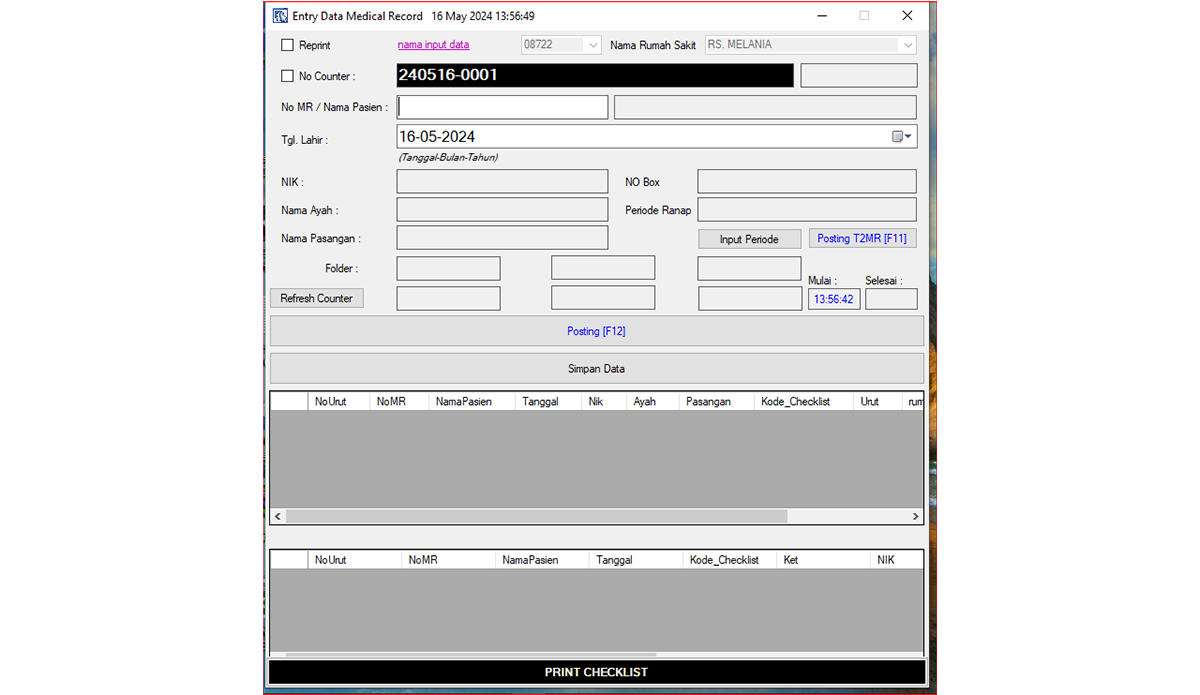 Entry Data Medical Record 16 May 2024 13:56:49
Reprint nama input data 08722 Nama Rumah Sakit RS. MELANIA
No Counter : 240516-0001
No MR / Nama Pasien :
Tgl. Lahir : 16-05-2024
(Tanggal-Bulan-Tahun)
NIK : NO Box
Nama Ayah : Periode Ranap
Nama Pasangan : Input Periode Posting T2MR [F11]
Folder :
Mulai : Selesai :
Refresh Counter 13:56:42
Posting [F12]
Simpan Data
NoUrut NoMR NamaPasien Tanggal Nik Ayah Pasangan Kode_Checklist Urut rum
NoUrut NoMR NamaPasien Tanggal Kode_Checklist Ket NIK
PRINT CHECKLIST